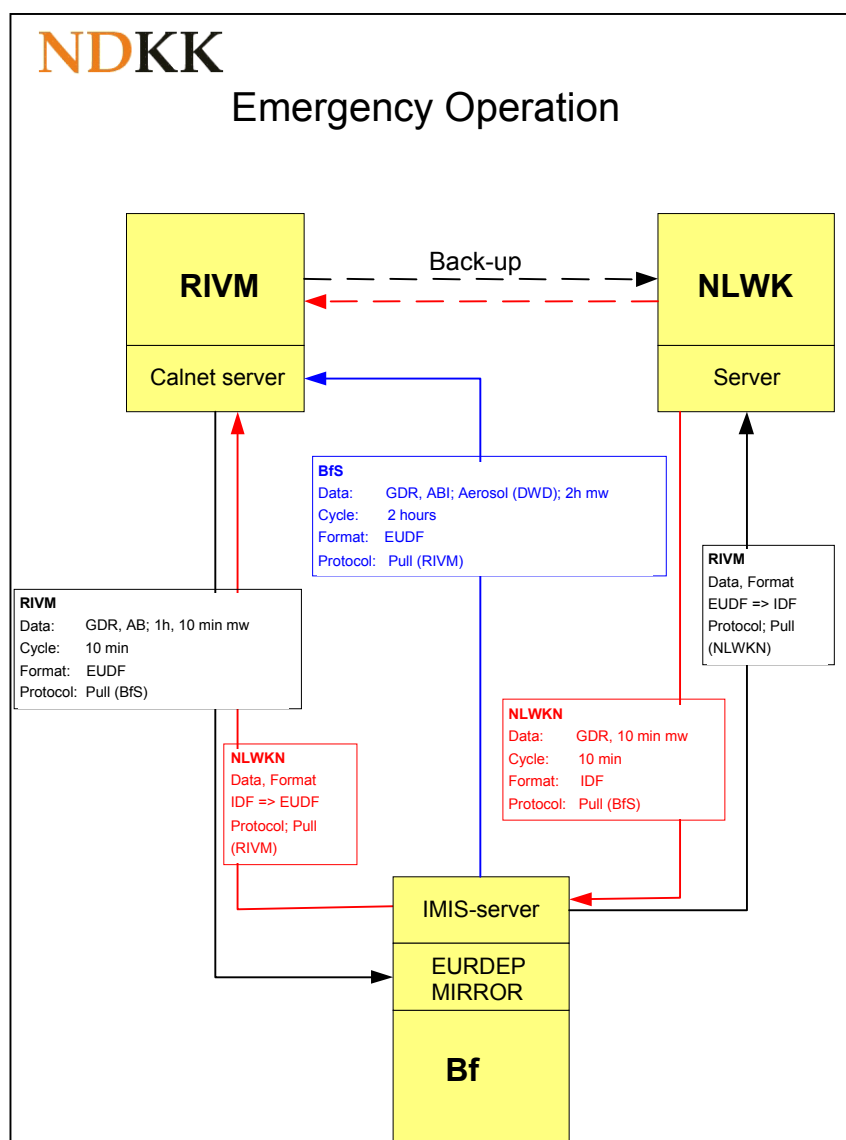 NDKK
Emergency Operation
RIVM
Back-up
NLWK
Calnet server
Server
BfS
Data: GDR, ABI; Aerosol (DWD); 2h mw
Cycle: 2 hours
Format: EUDF
Protocol: Pull (RIVM)
RIVM
Data, Format
EUDF => IDF
Protocol; Pull
(NLWKN)
RIVM
Data: GDR, AB; 1h, 10 min mw
Cycle: 10 min
Format: EUDF
Protocol: Pull (BfS)
NLWKN
Data: GDR, 10 min mw
Cycle: 10 min
Format: IDF
Protocol: Pull (BfS)
NLWKN
Data, Format
IDF => EUDF
Protocol; Pull
(RIVM)
IMIS-server
EURDEP
MIRROR
Bf